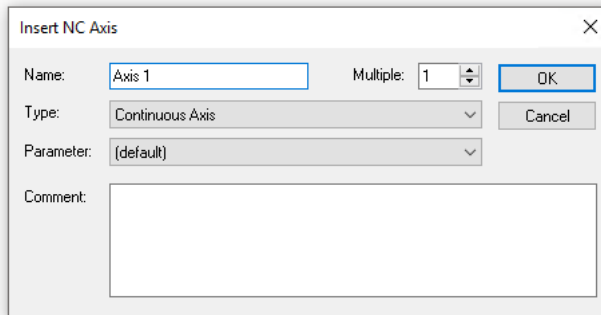 Insert NC Axis
Name: Axis 1 Multiple: 1 OK
Type: Continuous Axis Cancel
Parameter: (default)
Comment: